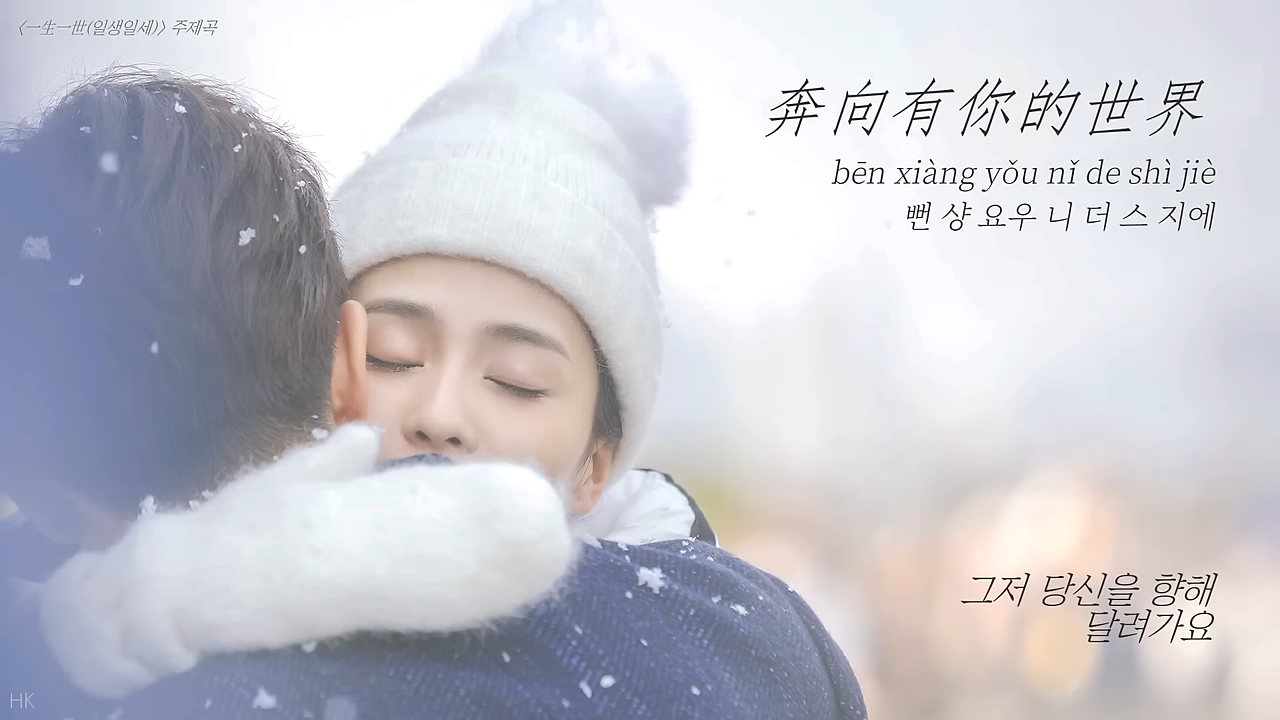 〈一生一世(일생일세)〉 주제곡
奔向有你的世界
bēn xiàng yǒu nǐ de shì jiè
뻔 샹 요우 니 더 스 지에
그저 당신을 향해
달려가요
HK